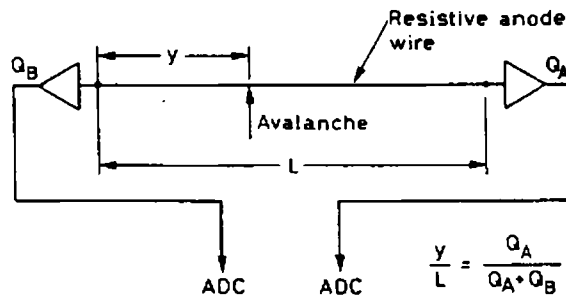 Resistive anode
wire
Q_B
y
Q_A
Avalanche
L
ADC
ADC
y/L = Q_A/(Q_A+Q_B)